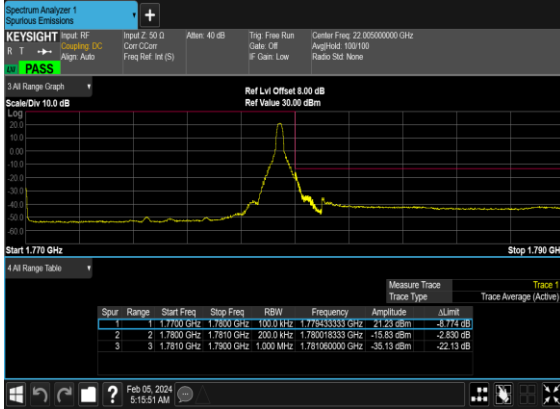 Spectrum Analyzer 1
Spurious Emissions
+
KEYSIGHT Input: RF Input Z: 50 Ω Atten: 40 dB Trig: Free Run Center Freq: 22.005000000 GHz
R T Coupling: DC Corr CCorr Gate: Off Avg|Hold: 100/100
Align: Auto Freq Ref: Int (S) IF Gain: Low Radio Std: None
PASS
3 All Range Graph Ref Lvl Offset 8.00 dB
Scale/Div 10.0 dB Ref Value 30.00 dBm
Log
20.0
10.0
0.00
-10.0
-20.0
-30.0
-40.0
-50.0
-60.0
Start 1.770 GHz Stop 1.790 GH
4 All Range Table
Measure Trace Trace 1
Trace Type Trace Average (Active)
Spur Range Start Freq Stop Freq RBW Frequency Amplitude ΔLimit
1 1 1.7700 GHz 1.7800 GHz 100.0 kHz 1.779433333 GHz 21.23 dBm -8.774 dB
2 2 1.7800 GHz 1.7810 GHz 200.0 kHz 1.780018333 GHz -15.83 dBm -2.830 dB
3 3 1.7810 GHz 1.7900 GHz 1.000 MHz 1.781060000 GHz -35.13 dBm -22.13 dB
? Feb 05, 2024
5:15:51 AM